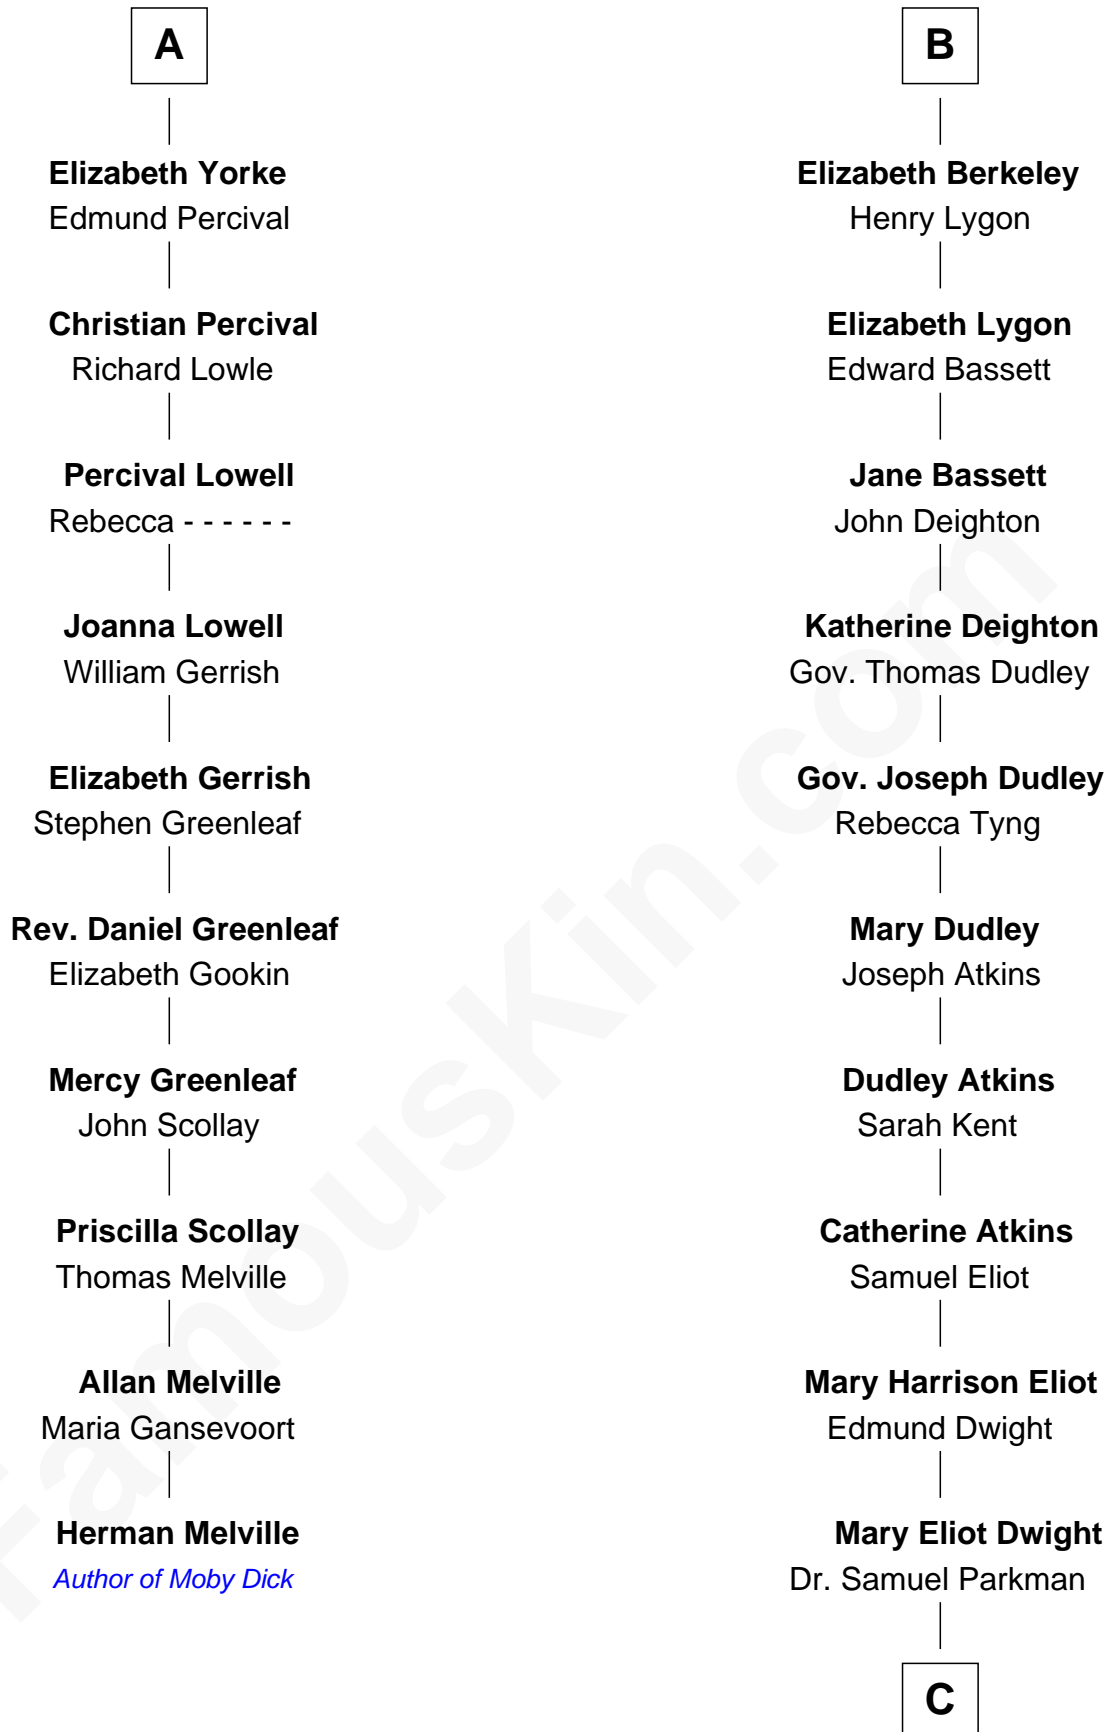 A
Elizabeth Yorke
Edmund Percival
Christian Percival
Richard Lowle
Percival Lowell
Rebecca - - - - - -
Joanna Lowell
William Gerrish
Elizabeth Gerrish
Stephen Greenleaf
Rev. Daniel Greenleaf
Elizabeth Gookin
Mercy Greenleaf
John Scollay
Priscilla Scollay
Thomas Melville
Allan Melville
Maria Gansevoort
Herman Melville
Author of Moby Dick
B
Elizabeth Berkeley
Henry Lygon
Elizabeth Lygon
Edward Bassett
Jane Bassett
John Deighton
Katherine Deighton
Gov. Thomas Dudley
Gov. Joseph Dudley
Rebecca Tyng
Mary Dudley
Joseph Atkins
Dudley Atkins
Sarah Kent
Catherine Atkins
Samuel Eliot
Mary Harrison Eliot
Edmund Dwight
Mary Eliot Dwight
Dr. Samuel Parkman
C
FamousKin.com